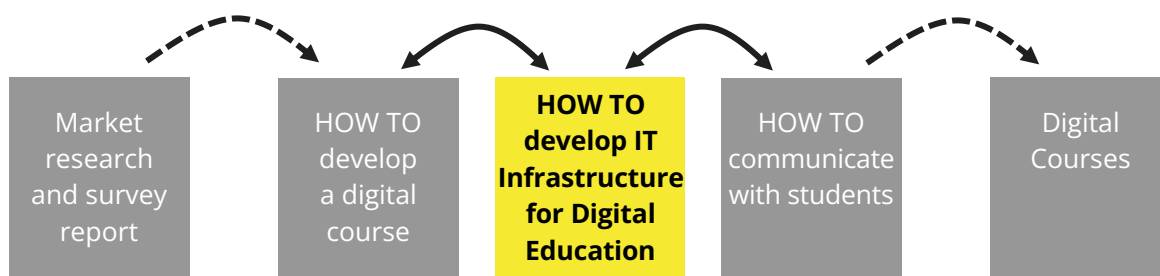 Market
research
and survey
report
HOW TO
develop
a digital
course
HOW TO
develop IT
Infrastructure
for Digital
Education
HOW TO
communicate
with students
Digital
Courses